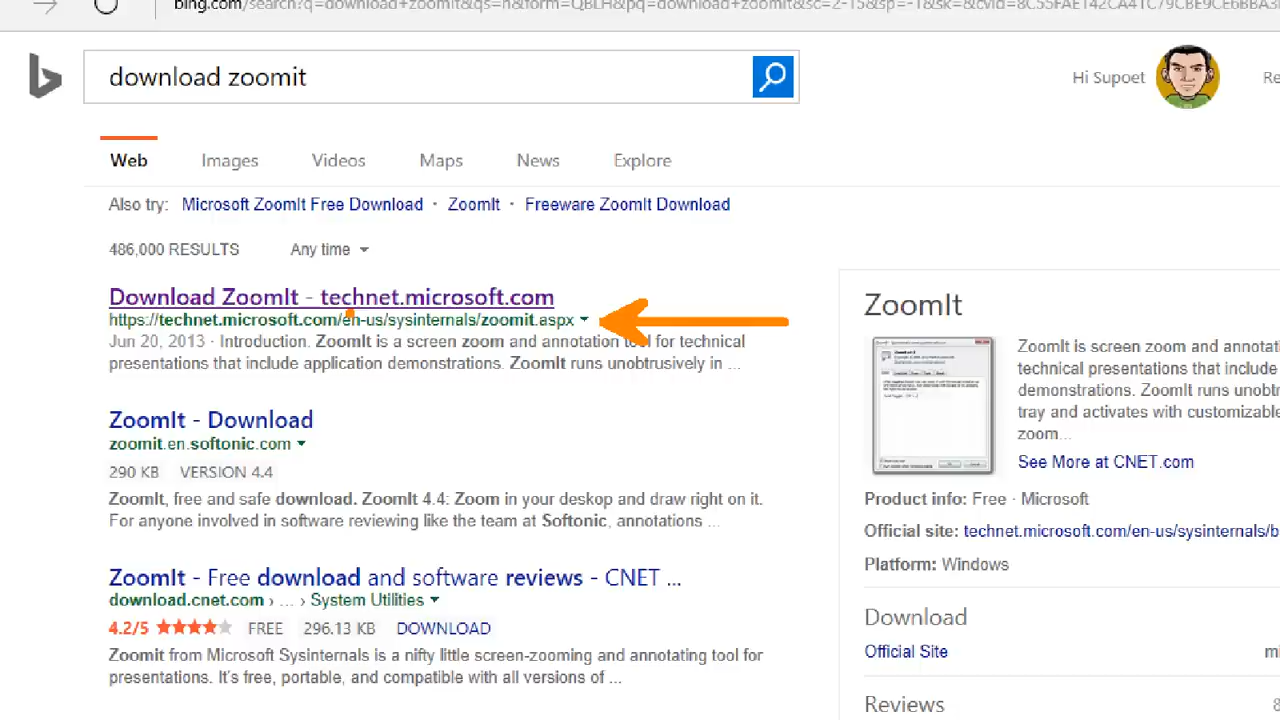 bing.com/search?q=download+zoomit&qs=n&form=QBLH&pq=download+zoomit&sc=2-15&sp=-1&sk=&cvid=8C55FAE142CA41C79CBE9CE6BBA3
download zoomit
Hi Supoet
Re
Web Images Videos Maps News Explore
Also try: Microsoft ZoomIt Free Download · ZoomIt · Freeware ZoomIt Download
486,000 RESULTS Any time
Download ZoomIt - technet.microsoft.com
https://technet.microsoft.com/en-us/sysinternals/zoomit.aspx
Jun 20, 2013 · Introduction. ZoomIt is a screen zoom and annotation tool for technical
presentations that include application demonstrations. ZoomIt runs unobtrusively in ...
ZoomIt - Download
zoomit.en.softonic.com
290 KB VERSION 4.4
ZoomIt, free and safe download. ZoomIt 4.4: Zoom in your deskop and draw right on it.
For anyone involved in software reviewing like the team at Softonic, annotations ...
ZoomIt - Free download and software reviews - CNET ...
download.cnet.com › ... › System Utilities
4.2/5 FREE 296.13 KB DOWNLOAD
Zoomit from Microsoft Sysinternals is a nifty little screen-zooming and annotating tool for
presentations. It's free, portable, and compatible with all versions of ...
ZoomIt
ZoomIt is screen zoom and annotati
technical presentations that include
demonstrations. ZoomIt runs unobtru
tray and activates with customizable
zoom...
See More at CNET.com
Product info: Free · Microsoft
Official site: technet.microsoft.com/en-us/sysinternals/b
Platform: Windows
Download
Official Site mi
Reviews